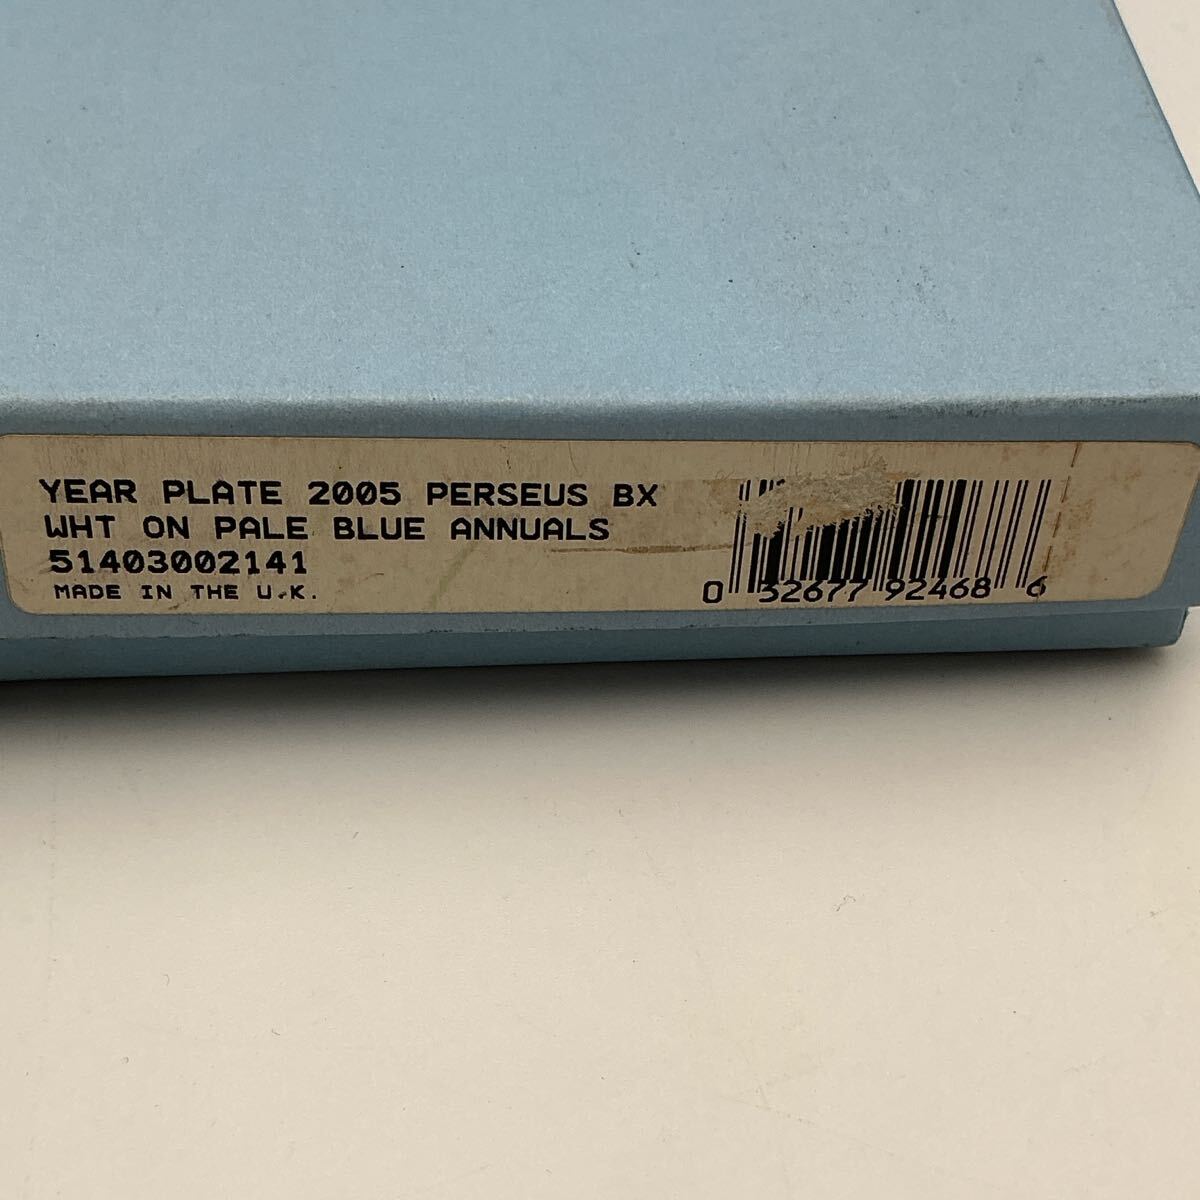 YEAR PLATE 2005 PERSEUS BX
WHT ON PALE BLUE ANNUALS
51403002141
MADE IN THE U.K.
0 32677 92468 6